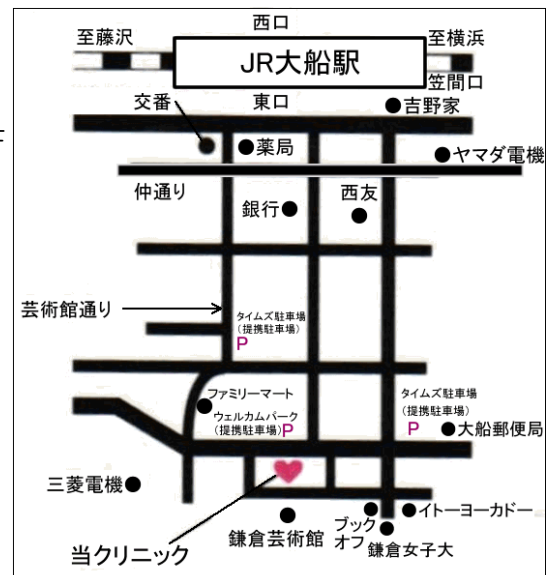 西口
至藤沢
JR大船駅
至横浜
笠間口
交番
東口
吉野家
薬局
ヤマダ電機
仲通り
銀行
西友
芸術館通り
タイムズ駐車場
(提携駐車場)
P
ファミリーマート
タイムズ駐車場
(提携駐車場)
P
ウェルカムパーク
(提携駐車場)P
大船郵便局
三菱電機
イトーヨーカドー
ブック
オフ
鎌倉芸術館
鎌倉女子大
当クリニック